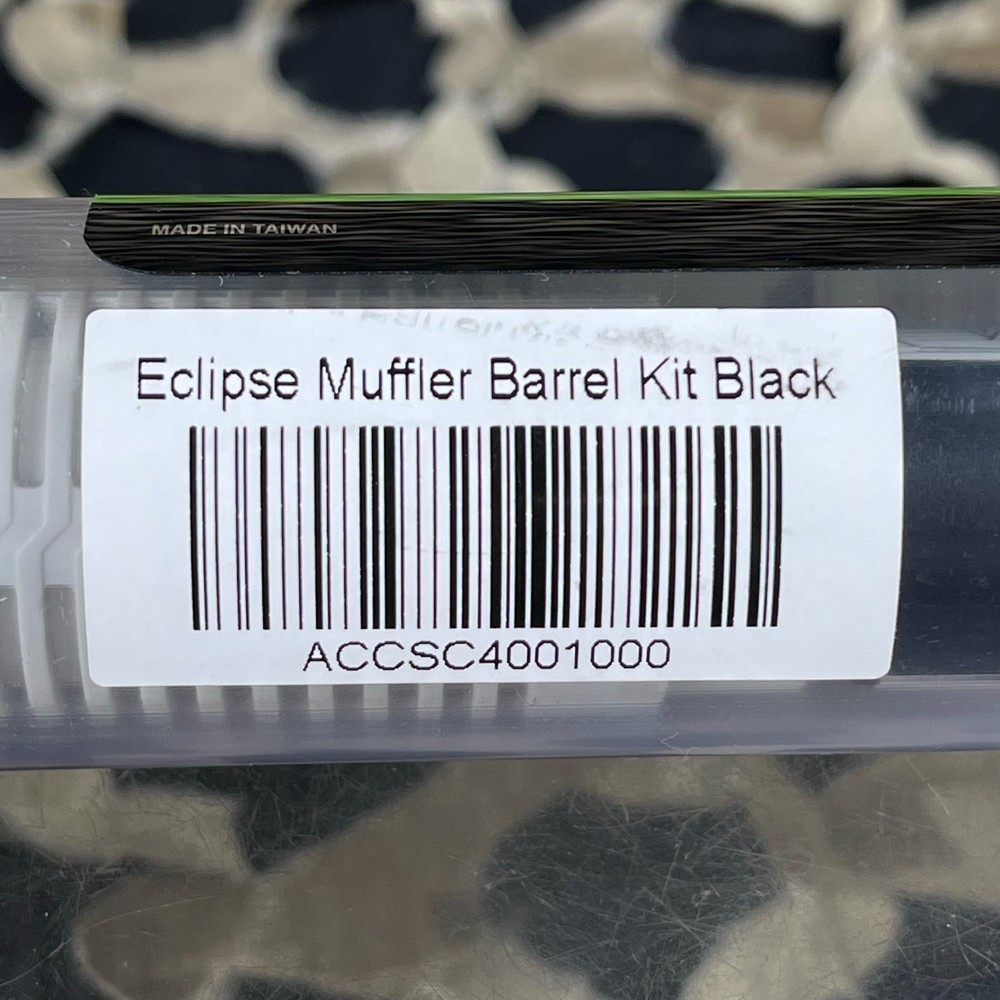 MADE IN TAIWAN
Eclipse Muffler Barrel Kit Black
ACCSC4001000